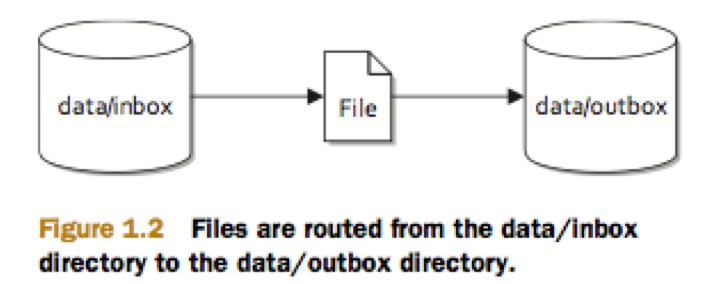 data/inbox
File
data/outbox
Figure 1.2 Files are routed from the data/inbox
directory to the data/outbox directory.